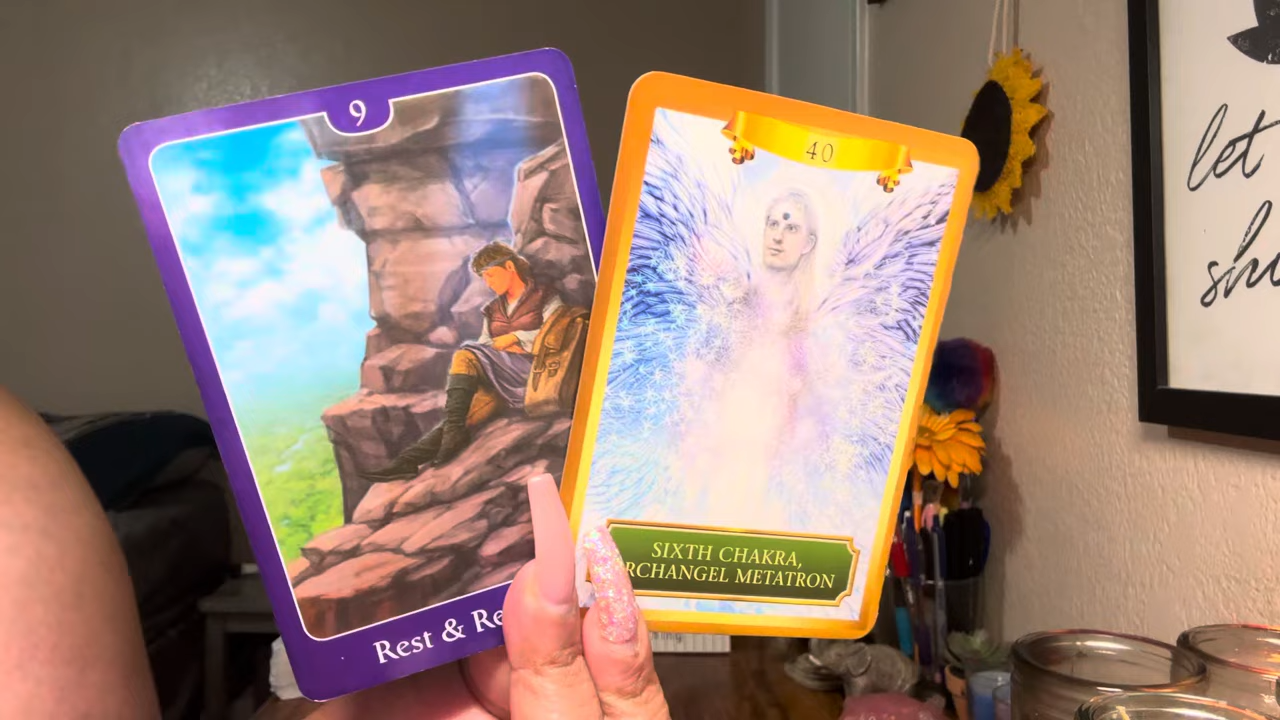 9
Rest & Re
40
SIXTH CHAKRA,
RCHANGEL METATRON
let
sh